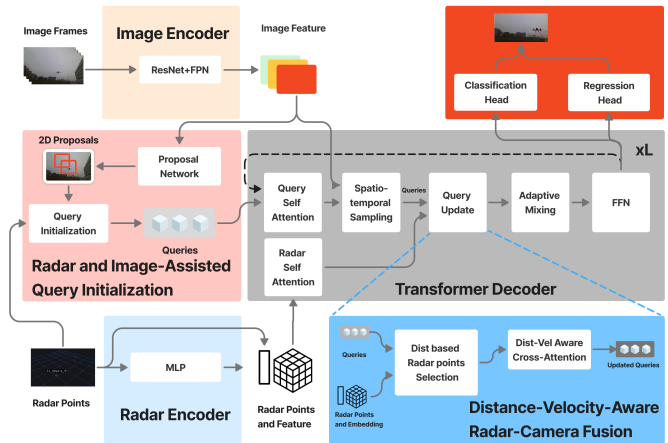 Image Frames
Image Encoder
ResNet+FPN
Image Feature
Classification
Head
Regression
Head
2D Proposals
Proposal
Network
Query
Initialization
Queries
Radar and Image-Assisted
Query Initialization
xL
Query
Self
Attention
Spatio-
temporal
Sampling
Queries
Query
Update
Adaptive
Mixing
FFN
Radar
Self
Attention
Transformer Decoder
Radar Points
MLP
Radar Encoder
Radar Points
and Feature
Queries
Radar Points
and Embedding
Dist based
Radar points
Selection
Dist-Vel Aware
Cross-Attention
Updated Queries
Distance-Velocity-Aware
Radar-Camera Fusion